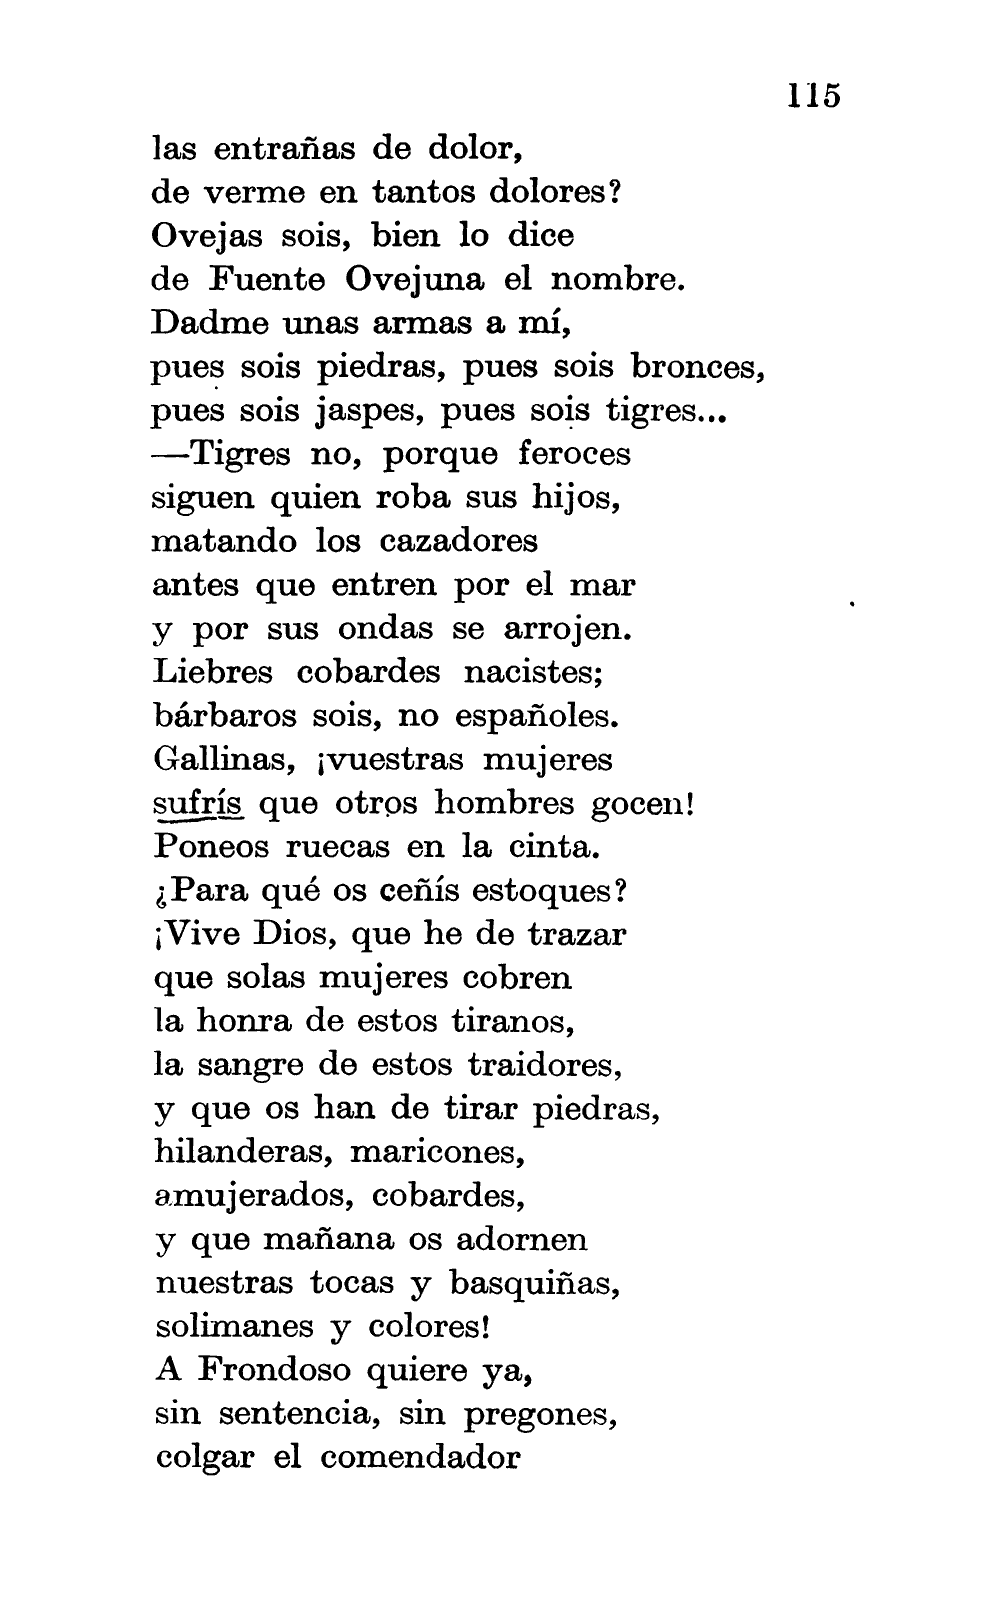 115
las entrañas de dolor,
de verme en tantos dolores?
Ovejas sois, bien lo dice
de Fuente Ovejuna el nombre.
Dadme unas armas a mí,
pues sois piedras, pues sois bronces,
pues sois jaspes, pues sois tigres...
—Tigres no, porque feroces
siguen quien roba sus hijos,
matando los cazadores
antes que entren por el mar
y por sus ondas se arrojen.
Liebres cobardes nacistes;
bárbaros sois, no españoles.
Gallinas, ¡vuestras mujeres
sufrís que otros hombres gocen!
Poneos ruecas en la cinta.
¿Para qué os ceñís estoques?
¡Vive Dios, que he de trazar
que solas mujeres cobren
la honra de estos tiranos,
la sangre de estos traidores,
y que os han de tirar piedras,
hilanderas, maricones,
amujerados, cobardes,
y que mañana os adornen
nuestras tocas y basquiñas,
solimanes y colores!
A Frondoso quiere ya,
sin sentencia, sin pregones,
colgar el comendador